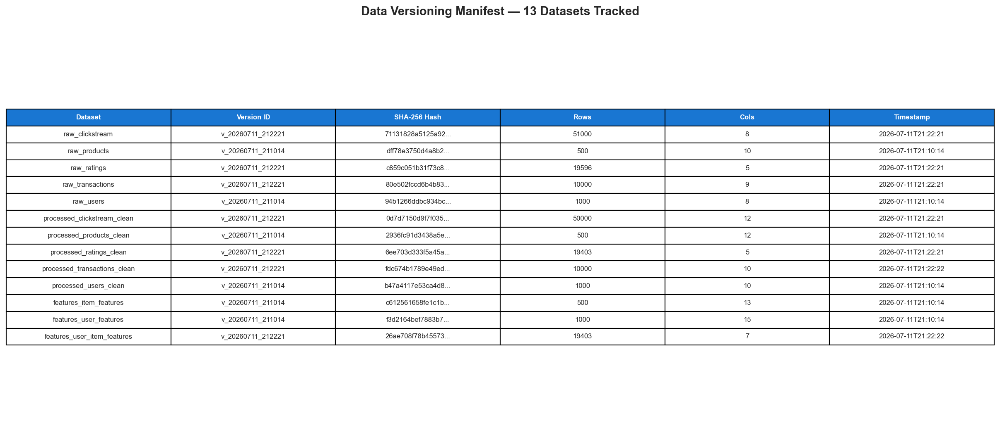 Data Versioning Manifest — 13 Datasets Tracked
Dataset Version ID SHA-256 Hash Rows Cols Timestamp
raw_clickstream v_20260711_212221 71131828a5125a92... 51000 8 2026-07-11T21:22:21
raw_products v_20260711_211014 dff78e3750d4a8b2... 500 10 2026-07-11T21:10:14
raw_ratings v_20260711_212221 c859c051b31f73c8... 19596 5 2026-07-11T21:22:21
raw_transactions v_20260711_212221 80e502fccd6b4b83... 10000 9 2026-07-11T21:22:21
raw_users v_20260711_211014 94b1266ddbc934bc... 1000 8 2026-07-11T21:10:14
processed_clickstream_clean v_20260711_212221 0d7d7150d9f7f035... 50000 12 2026-07-11T21:22:21
processed_products_clean v_20260711_211014 2936fc91d3438a5e... 500 12 2026-07-11T21:10:14
processed_ratings_clean v_20260711_212221 6ee703d333f5a45a... 19403 5 2026-07-11T21:22:21
processed_transactions_clean v_20260711_212221 fdc674b1789e49ed... 10000 10 2026-07-11T21:22:22
processed_users_clean v_20260711_211014 b47a4117e53ca4d8... 1000 10 2026-07-11T21:10:14
features_item_features v_20260711_211014 c612561658fe1c1b... 500 13 2026-07-11T21:10:14
features_user_features v_20260711_211014 f3d2164bef7883b7... 1000 15 2026-07-11T21:10:14
features_user_item_features v_20260711_212221 26ae708f78b45573... 19403 7 2026-07-11T21:22:22